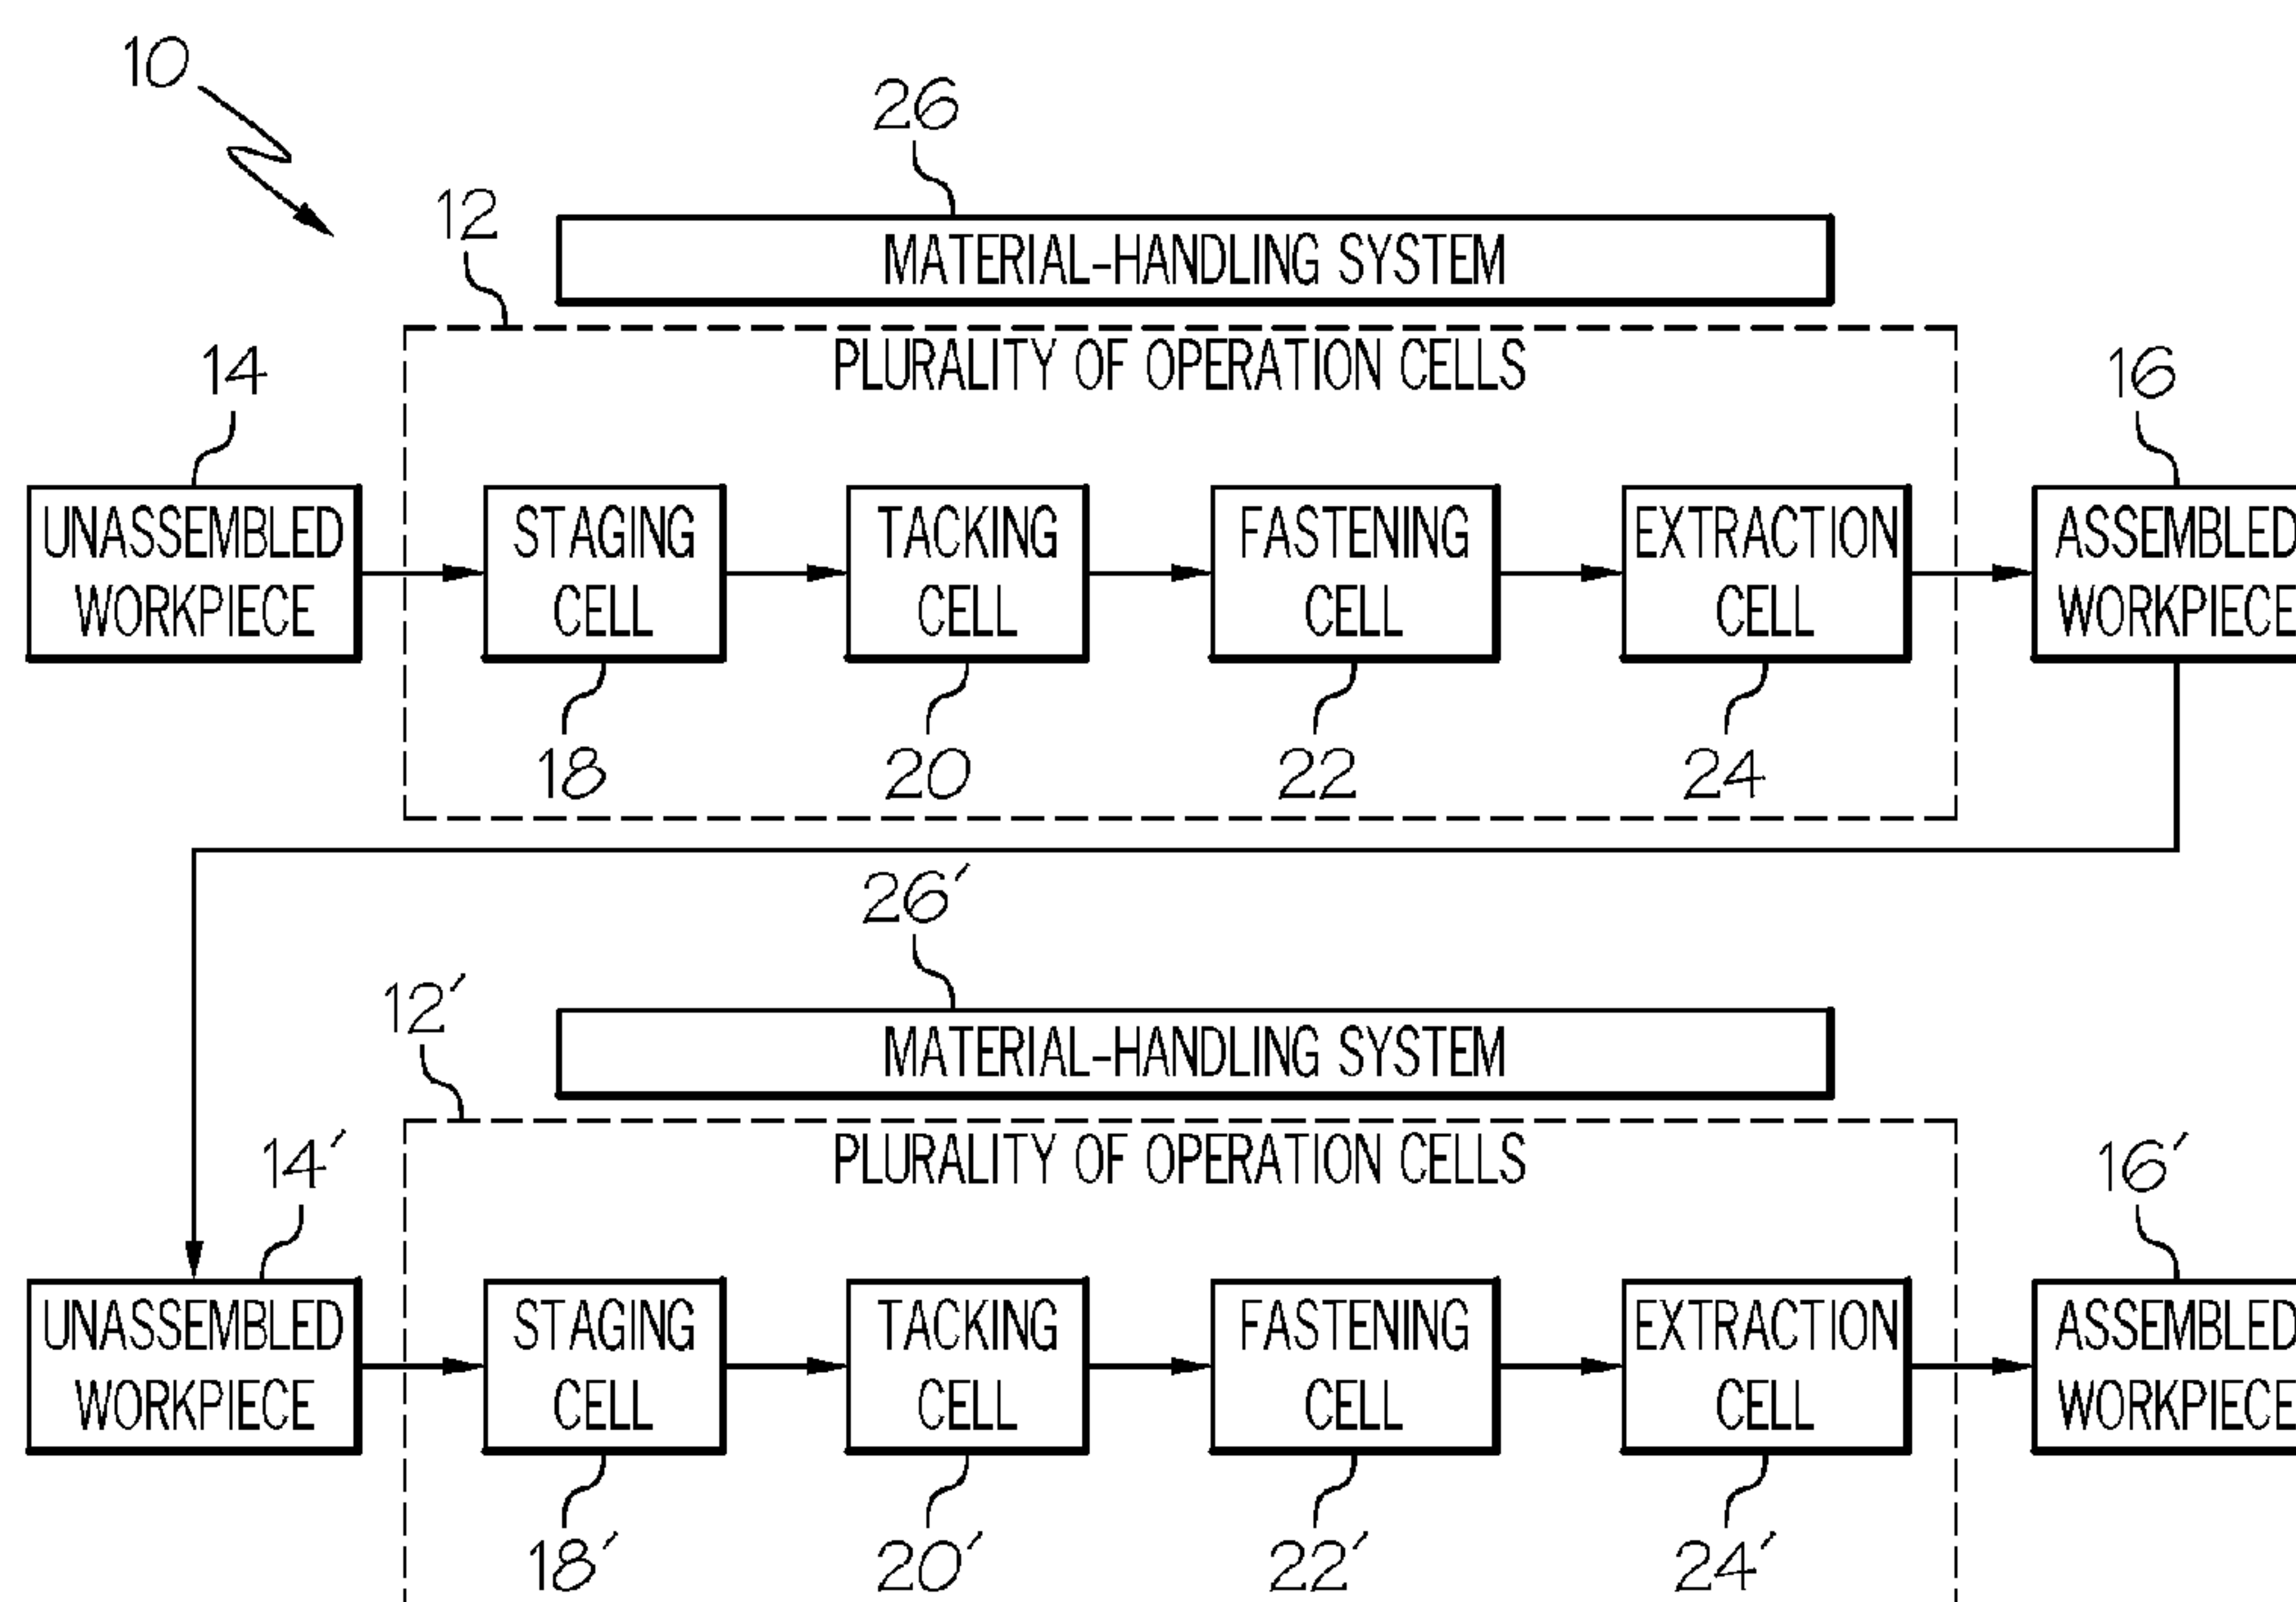 10
26
MATERIAL-HANDLING SYSTEM
12
PLURALITY OF OPERATION CELLS
14
16
UNASSEMBLED
WORKPIECE
STAGING
CELL
TACKING
CELL
FASTENING
CELL
EXTRACTION
CELL
ASSEMBLED
WORKPIECE
18
20
22
24
26'
MATERIAL-HANDLING SYSTEM
12'
PLURALITY OF OPERATION CELLS
14'
16'
UNASSEMBLED
WORKPIECE
STAGING
CELL
TACKING
CELL
FASTENING
CELL
EXTRACTION
CELL
ASSEMBLED
WORKPIECE
18'
20'
22'
24'